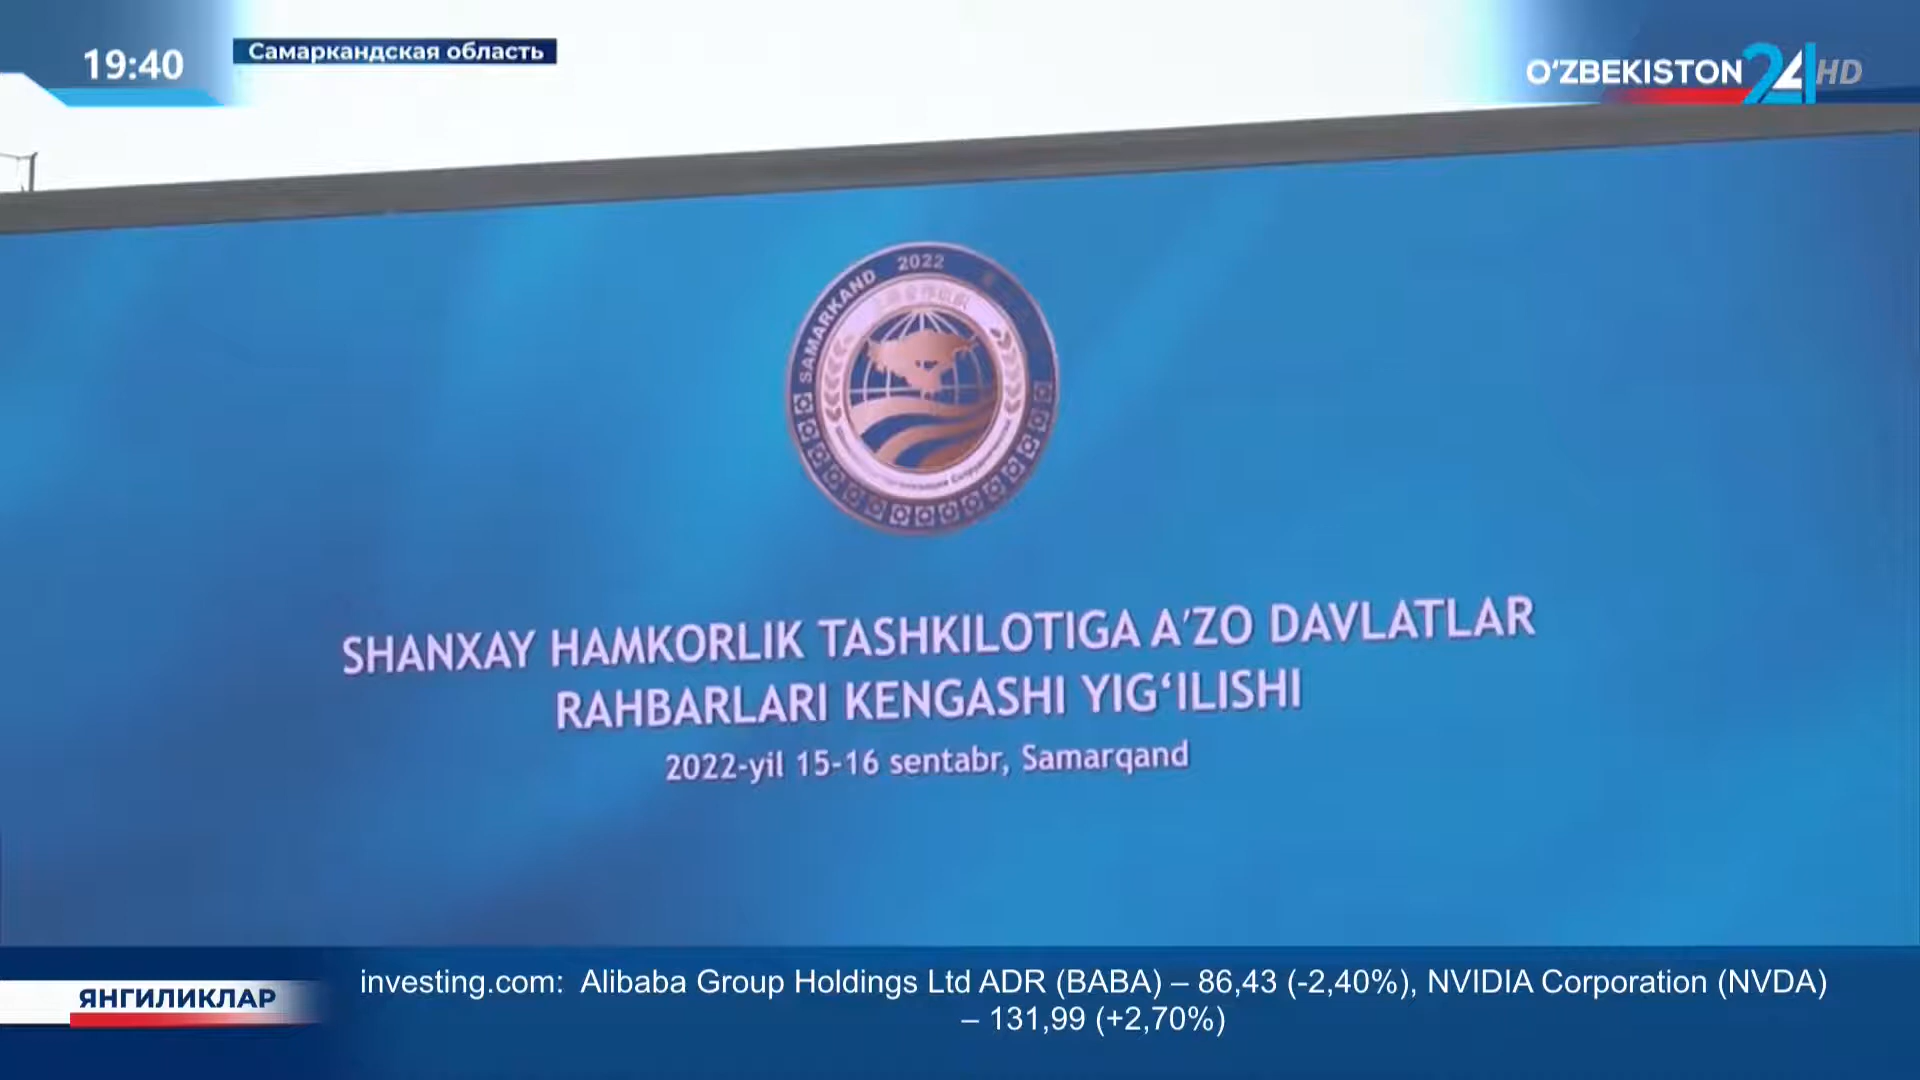 19:40
Самаркандская область
O‘ZBEKISTON 24 HD
SAMARKAND 2022
SHANXAY HAMKORLIK TASHKILOTIGA A’ZO DAVLATLAR
RAHBARLARI KENGASHI YIG‘ILISHI
2022-yil 15-16 sentabr, Samarqand
ЯНГИЛИКЛАР
investing.com: Alibaba Group Holdings Ltd ADR (BABA) – 86,43 (-2,40%), NVIDIA Corporation (NVDA)
– 131,99 (+2,70%)